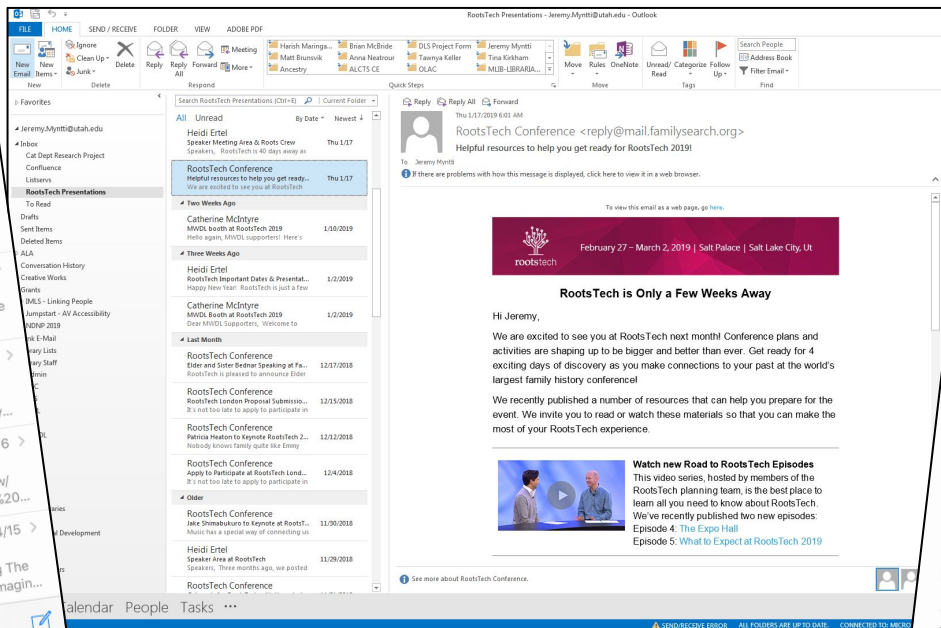 RootsTech Presentations - Jeremy.Myntti@utah.edu - Outlook
FILE HOME SEND / RECEIVE FOLDER VIEW ADOBE PDF
New Email
New Items
Ignore
Clean Up
Junk
Delete
Reply
Reply All
Forward
Meeting
More
Harish Maringa... Brian McBride DLS Project Form Jeremy Myntti
Matt Brunsvik Anna Neatrour Tawnya Keller Tina Kirkham
Ancestry ALCTS CE OLAC MLIB-LIBRARIA...
Move Rules OneNote
Unread/ Read
Categorize
Follow Up
Search People
Address Book
Filter Email
New Delete Respond Quick Steps Move Tags Find
Favorites
Jeremy.Myntti@utah.edu
Inbox
Cat Dept Research Project
Confluence
Listservs
RootsTech Presentations
To Read
Drafts
Sent Items
Deleted Items
ALA
Conversation History
Creative Works
Grants
IMLS - Linking People
Jumpstart - AV Accessibility
NDNP 2019
nk E-Mail
rary Lists
rary Staff
dmin
aries
l Development
6 >
w/
%20...
4/15 >
g The
magin...
Search RootsTech Presentations (Ctrl+E) Current Folder
All Unread By Date Newest
Heidi Ertel
Speaker Meeting Area & Roots Crew Thu 1/17
Speakers, RootsTech is 40 days away as
RootsTech Conference
Helpful resources to help you get ready... Thu 1/17
We are excited to see you at RootsTech
Two Weeks Ago
Catherine McIntyre
MWDL booth at RootsTech 2019 1/10/2019
Hello again, MWDL supporters! Here's
Three Weeks Ago
Heidi Ertel
RootsTech Important Dates & Presentat... 1/2/2019
Happy New Year! RootsTech is just a few
Catherine McIntyre
MWDL Booth at RootsTech 2019 1/2/2019
Dear MWDL Supporters, Welcome to
Last Month
RootsTech Conference
Elder and Sister Bednar Speaking at Fa... 12/17/2018
RootsTech is pleased to announce Elder
RootsTech Conference
RootsTech London Proposal Submissio... 12/15/2018
It's not too late to apply to participate in
RootsTech Conference
Patricia Heaton to Keynote RootsTech 2... 12/12/2018
Nobody knows family quite like Emmy
RootsTech Conference
Apply to Participate at RootsTech Lond... 12/4/2018
It's not too late to apply to participate in
Older
RootsTech Conference
Jake Shimabukuro to Keynote at RootsT... 11/30/2018
Music has a special way of connecting us
Heidi Ertel
Speaker Area at RootsTech 11/29/2018
Speakers, Three months ago, we posted
RootsTech Conference
Reply Reply All Forward
Thu 1/17/2019 6:01 AM
RootsTech Conference <reply@mail.familysearch.org>
Helpful resources to help you get ready for RootsTech 2019!
To Jeremy Myntti
If there are problems with how this message is displayed, click here to view it in a web browser.
To view this email as a web page, go here.
rootstech
February 27 – March 2, 2019 | Salt Palace | Salt Lake City, Ut
RootsTech is Only a Few Weeks Away
Hi Jeremy,
We are excited to see you at RootsTech next month! Conference plans and
activities are shaping up to be bigger and better than ever. Get ready for 4
exciting days of discovery as you make connections to your past at the world's
largest family history conference!
We recently published a number of resources that can help you prepare for the
event. We invite you to read or watch these materials so that you can make the
most of your RootsTech experience.
Watch new Road to RootsTech Episodes
This video series, hosted by members of the
RootsTech planning team, is the best place to
learn all you need to know about RootsTech.
We've recently published two new episodes:
Episode 4: The Expo Hall
Episode 5: What to Expect at RootsTech 2019
See more about RootsTech Conference.
alendar People Tasks ...
SEND/RECEIVE ERROR ALL FOLDERS ARE UP TO DATE. CONNECTED TO: MICRO